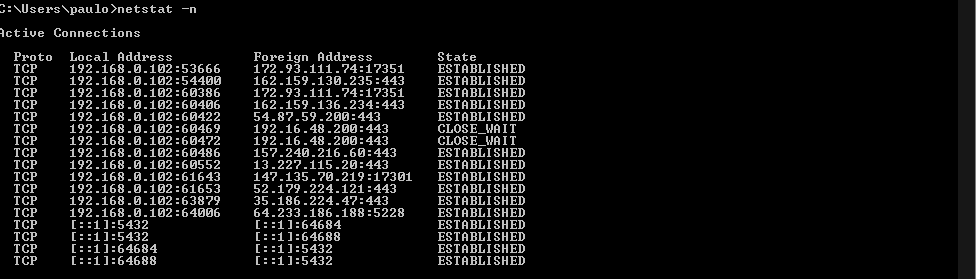 C:\Users\paulo>netstat -n
Active Connections
Proto Local Address Foreign Address State
TCP 192.168.0.102:53666 172.93.111.74:17351 ESTABLISHED
TCP 192.168.0.102:54400 162.159.130.235:443 ESTABLISHED
TCP 192.168.0.102:60386 172.93.111.74:17351 ESTABLISHED
TCP 192.168.0.102:60406 162.159.136.234:443 ESTABLISHED
TCP 192.168.0.102:60422 54.87.59.200:443 ESTABLISHED
TCP 192.168.0.102:60469 192.16.48.200:443 CLOSE_WAIT
TCP 192.168.0.102:60472 192.16.48.200:443 CLOSE_WAIT
TCP 192.168.0.102:60486 157.240.216.60:443 ESTABLISHED
TCP 192.168.0.102:60552 13.227.115.20:443 ESTABLISHED
TCP 192.168.0.102:61643 147.135.70.219:17301 ESTABLISHED
TCP 192.168.0.102:61653 52.179.224.121:443 ESTABLISHED
TCP 192.168.0.102:63879 35.186.224.47:443 ESTABLISHED
TCP 192.168.0.102:64006 64.233.186.188:5228 ESTABLISHED
TCP [::1]:5432 [::1]:64684 ESTABLISHED
TCP [::1]:5432 [::1]:64688 ESTABLISHED
TCP [::1]:64684 [::1]:5432 ESTABLISHED
TCP [::1]:64688 [::1]:5432 ESTABLISHED